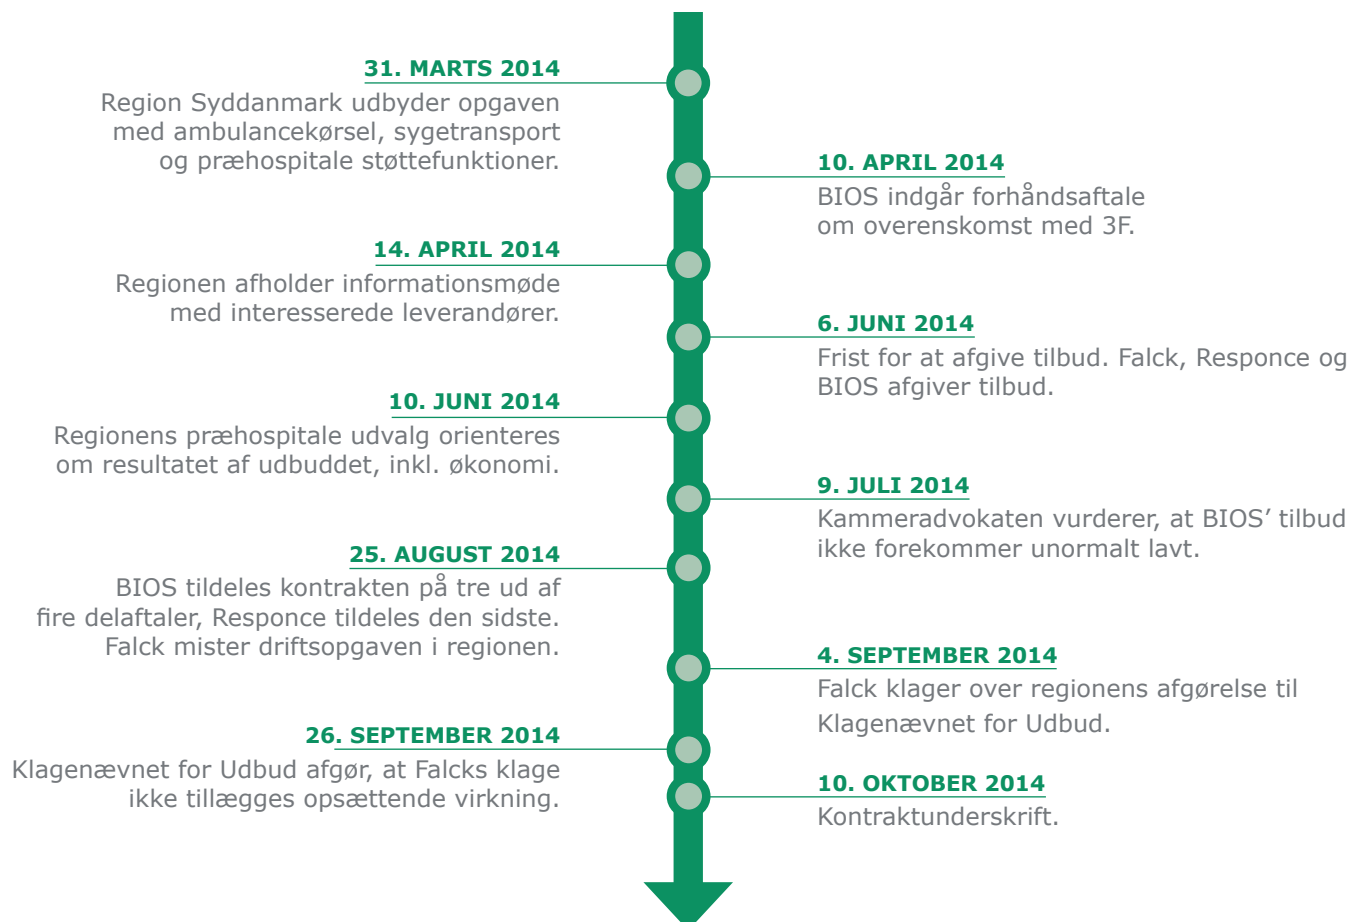 31. MARTS 2014
Region Syddanmark udbyder opgaven
med ambulancekørsel, sygetransport
og præhospitale støttefunktioner.
10. APRIL 2014
BIOS indgår forhåndsaftale
om overenskomst med 3F.
14. APRIL 2014
Regionen afholder informationsmøde
med interesserede leverandører.
6. JUNI 2014
Frist for at afgive tilbud. Falck, Responce og
BIOS afgiver tilbud.
10. JUNI 2014
Regionens præhospitale udvalg orienteres
om resultatet af udbuddet, inkl. økonomi.
9. JULI 2014
Kammeradvokaten vurderer, at BIOS’ tilbud
ikke forekommer unormalt lavt.
25. AUGUST 2014
BIOS tildeles kontrakten på tre ud af
fire delaftaler, Responce tildeles den sidste.
Falck mister driftsopgaven i regionen.
4. SEPTEMBER 2014
Falck klager over regionens afgørelse til
Klagenævnet for Udbud.
26. SEPTEMBER 2014
Klagenævnet for Udbud afgør, at Falcks klage
ikke tillægges opsættende virkning.
10. OKTOBER 2014
Kontraktunderskrift.